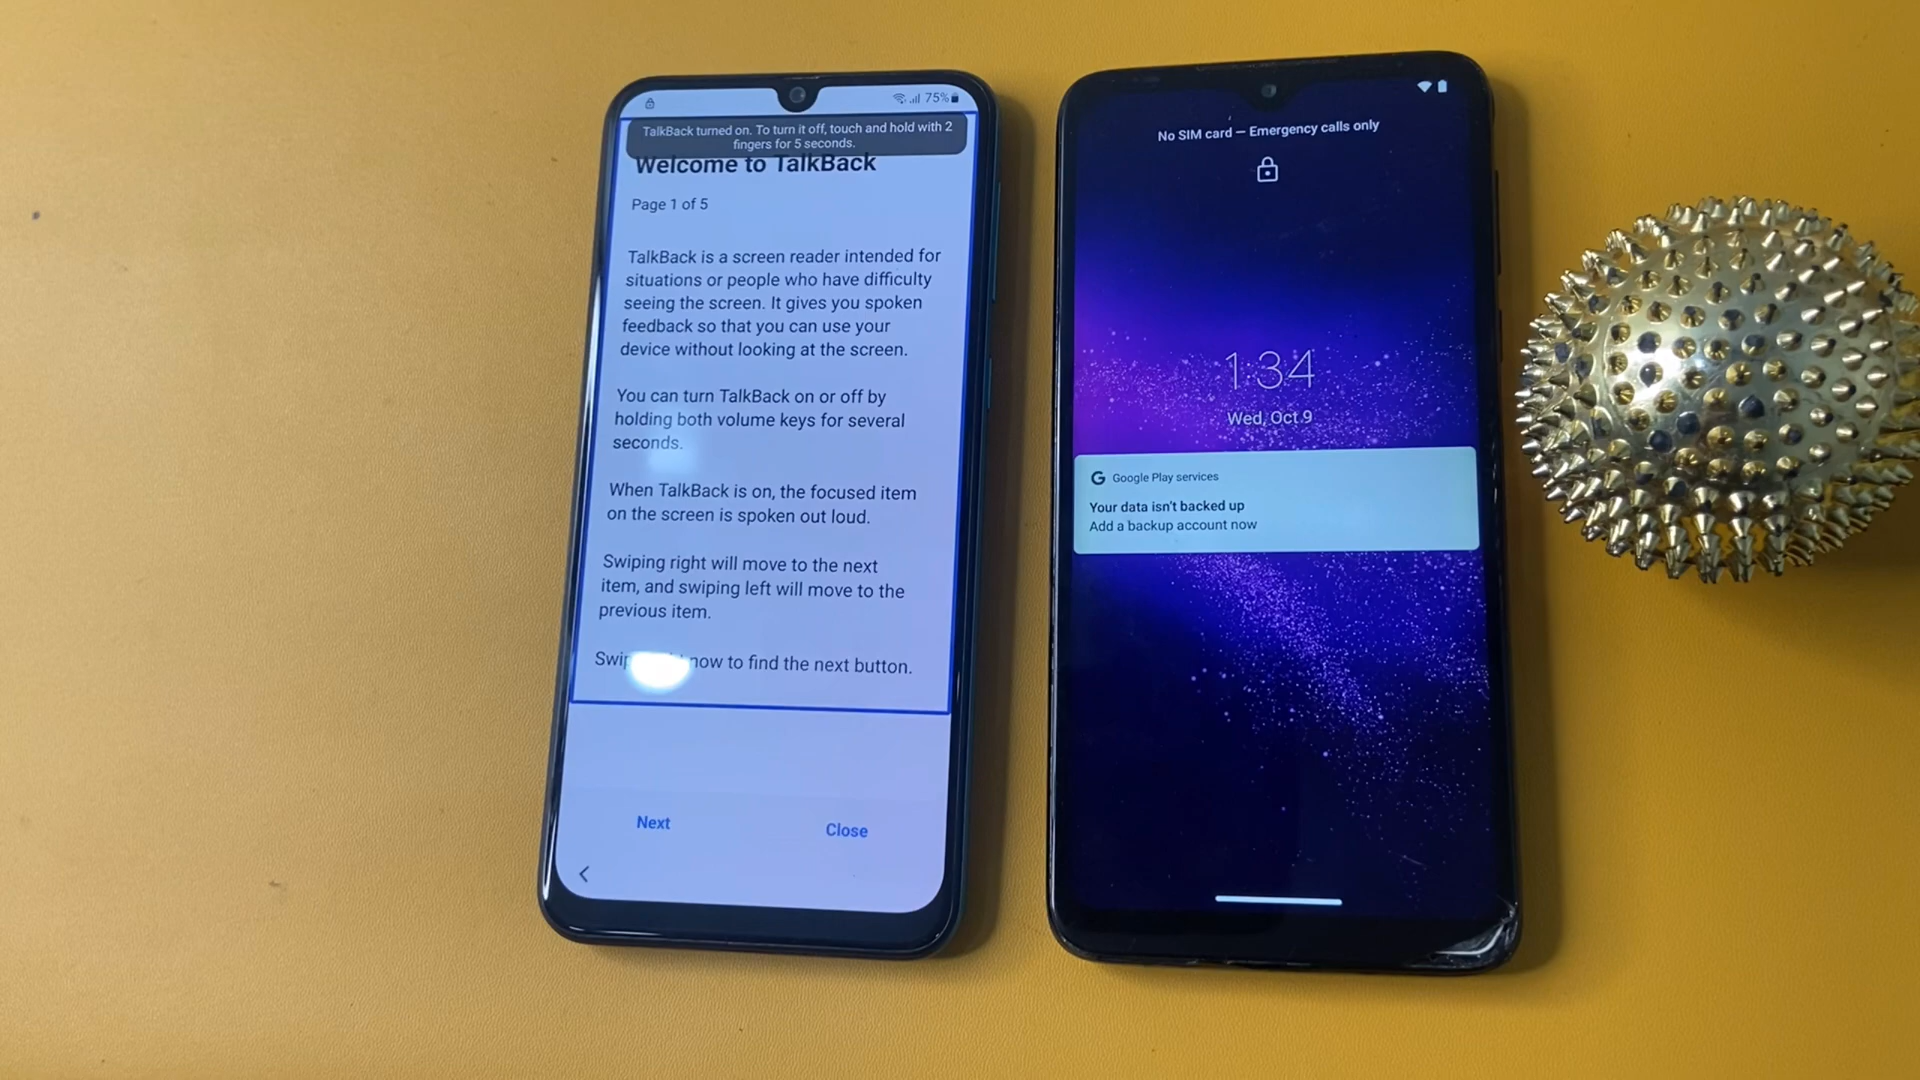 75%
TalkBack turned on. To turn it off, touch and hold with 2
fingers for 5 seconds.
Welcome to TalkBack
Page 1 of 5
TalkBack is a screen reader intended for
situations or people who have difficulty
seeing the screen. It gives you spoken
feedback so that you can use your
device without looking at the screen.
You can turn TalkBack on or off by
holding both volume keys for several
seconds.
When TalkBack is on, the focused item
on the screen is spoken out loud.
Swiping right will move to the next
item, and swiping left will move to the
previous item.
now to find the next button.
Next
Close
No SIM card — Emergency calls only
1:34
Wed, Oct 9
G Google Play services
Your data isn't backed up
Add a backup account now